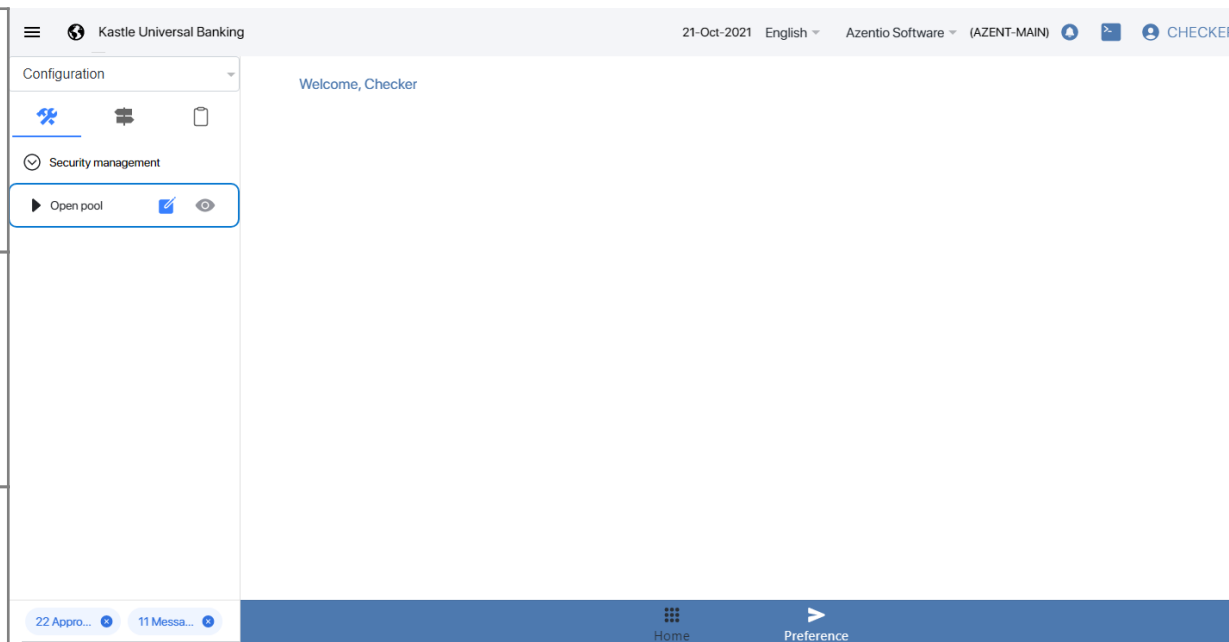 Kastle Universal Banking
21-Oct-2021 English Azentio Software (AZENT-MAIN) CHECKER
Configuration
Welcome, Checker
Security management
Open pool
22 Appro... 11 Messa...
Home Preference